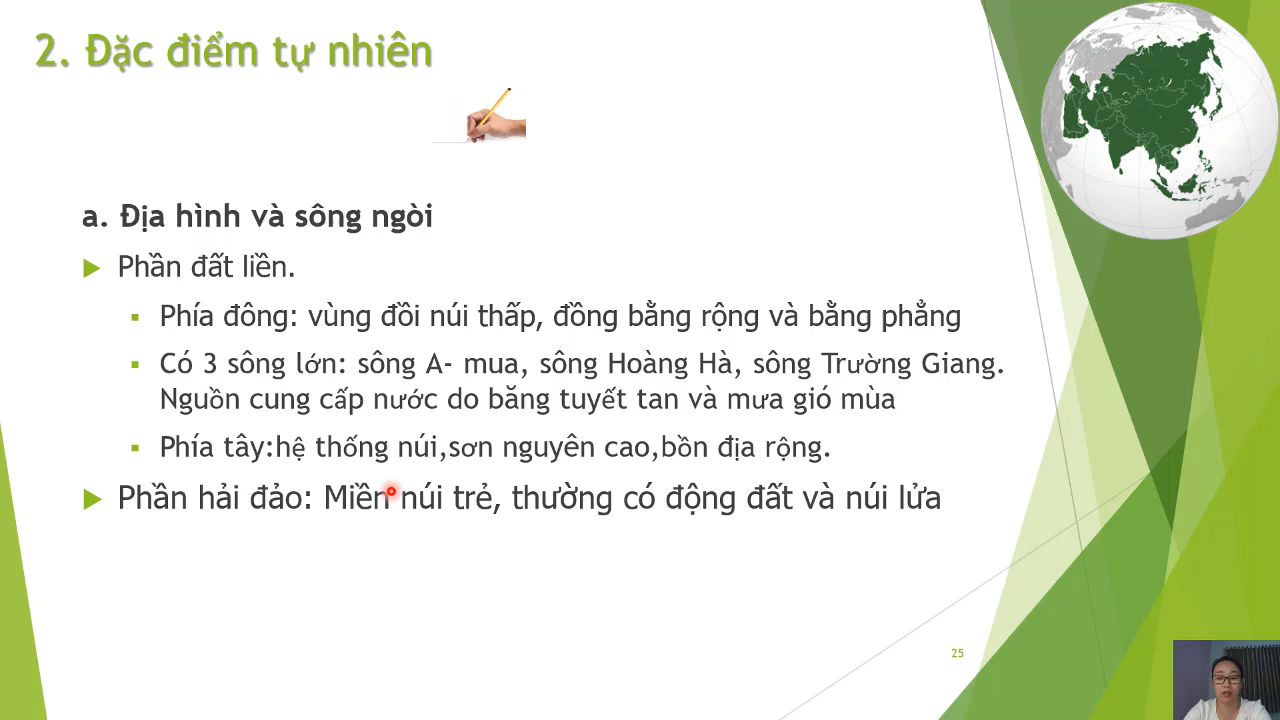 2. Đặc điểm tự nhiên
a. Địa hình và sông ngòi
Phần đất liền.
Phía đông: vùng đồi núi thấp, đồng bằng rộng và bằng phẳng
Có 3 sông lớn: sông A- mua, sông Hoàng Hà, sông Trường Giang.
Nguồn cung cấp nước do băng tuyết tan và mưa gió mùa
Phía tây:hệ thống núi,sơn nguyên cao,bồn địa rộng.
Phần hải đảo: Miền núi trẻ, thường có động đất và núi lửa
25